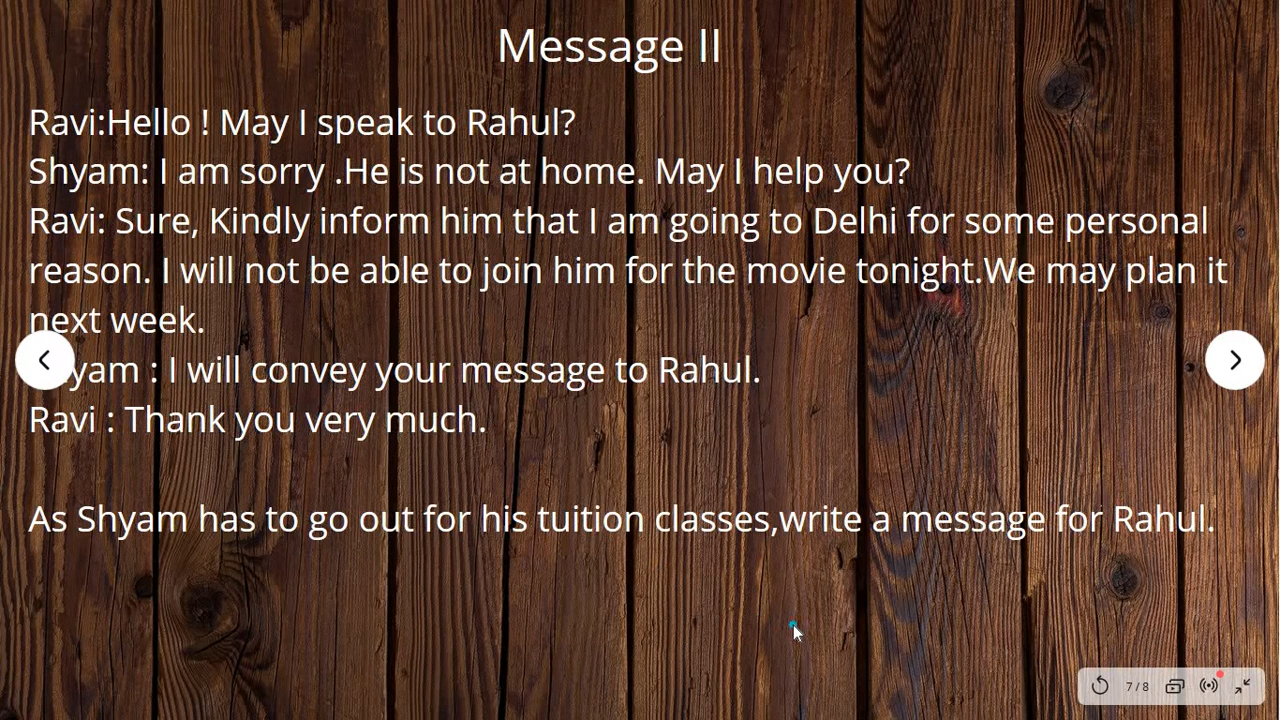 Message II
Ravi:Hello ! May I speak to Rahul?
Shyam: I am sorry .He is not at home. May I help you?
Ravi: Sure, Kindly inform him that I am going to Delhi for some personal
reason. I will not be able to join him for the movie tonight.We may plan it
next week.
Shyam : I will convey your message to Rahul.
Ravi : Thank you very much.
As Shyam has to go out for his tuition classes,write a message for Rahul.
7/8